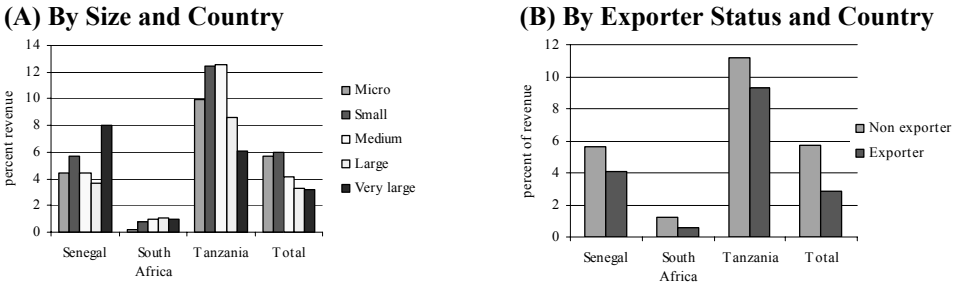 (A) By Size and Country
percent revenue
14
12
10
8
6
4
2
0
Senegal
South
Africa
Tanzania
Total
Micro
Small
Medium
Large
Very large
(B) By Exporter Status and Country
percent of revenue
12
10
8
6
4
2
0
Senegal
South
Africa
Tanzania
Total
Non exporter
Exporter